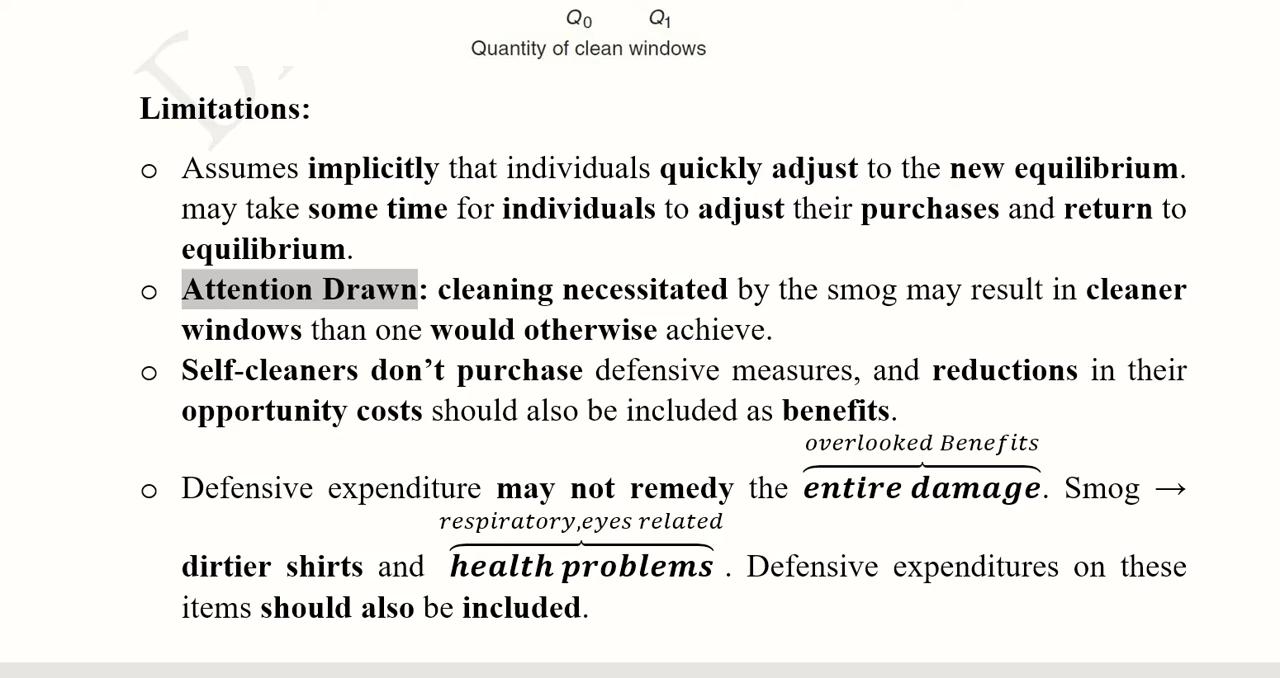 Q0 Q1
Quantity of clean windows
Limitations:
o Assumes implicitly that individuals quickly adjust to the new equilibrium.
may take some time for individuals to adjust their purchases and return to
equilibrium.
o Attention Drawn: cleaning necessitated by the smog may result in cleaner
windows than one would otherwise achieve.
o Self-cleaners don’t purchase defensive measures, and reductions in their
opportunity costs should also be included as benefits.
overlooked Benefits
o Defensive expenditure may not remedy the entire damage. Smog →
respiratory,eyes related
dirtier shirts and health problems . Defensive expenditures on these
items should also be included.